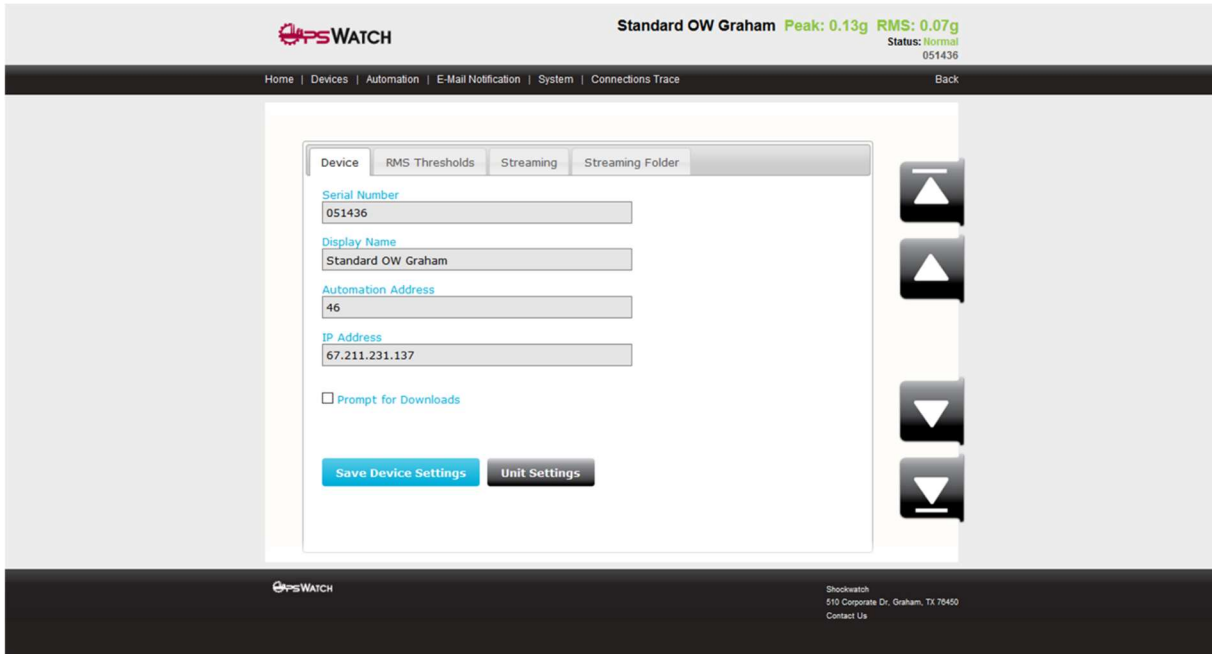 OPSWATCH
Standard OW Graham Peak: 0.13g RMS: 0.07g
Status: Normal
051436
Home | Devices | Automation | E-Mail Notification | System | Connections Trace Back
Device RMS Thresholds Streaming Streaming Folder
Serial Number
051436
Display Name
Standard OW Graham
Automation Address
46
IP Address
67.211.231.137
Prompt for Downloads
Save Device Settings Unit Settings
OPSWATCH
Shockwatch
510 Corporate Dr, Graham, TX 76450
Contact Us